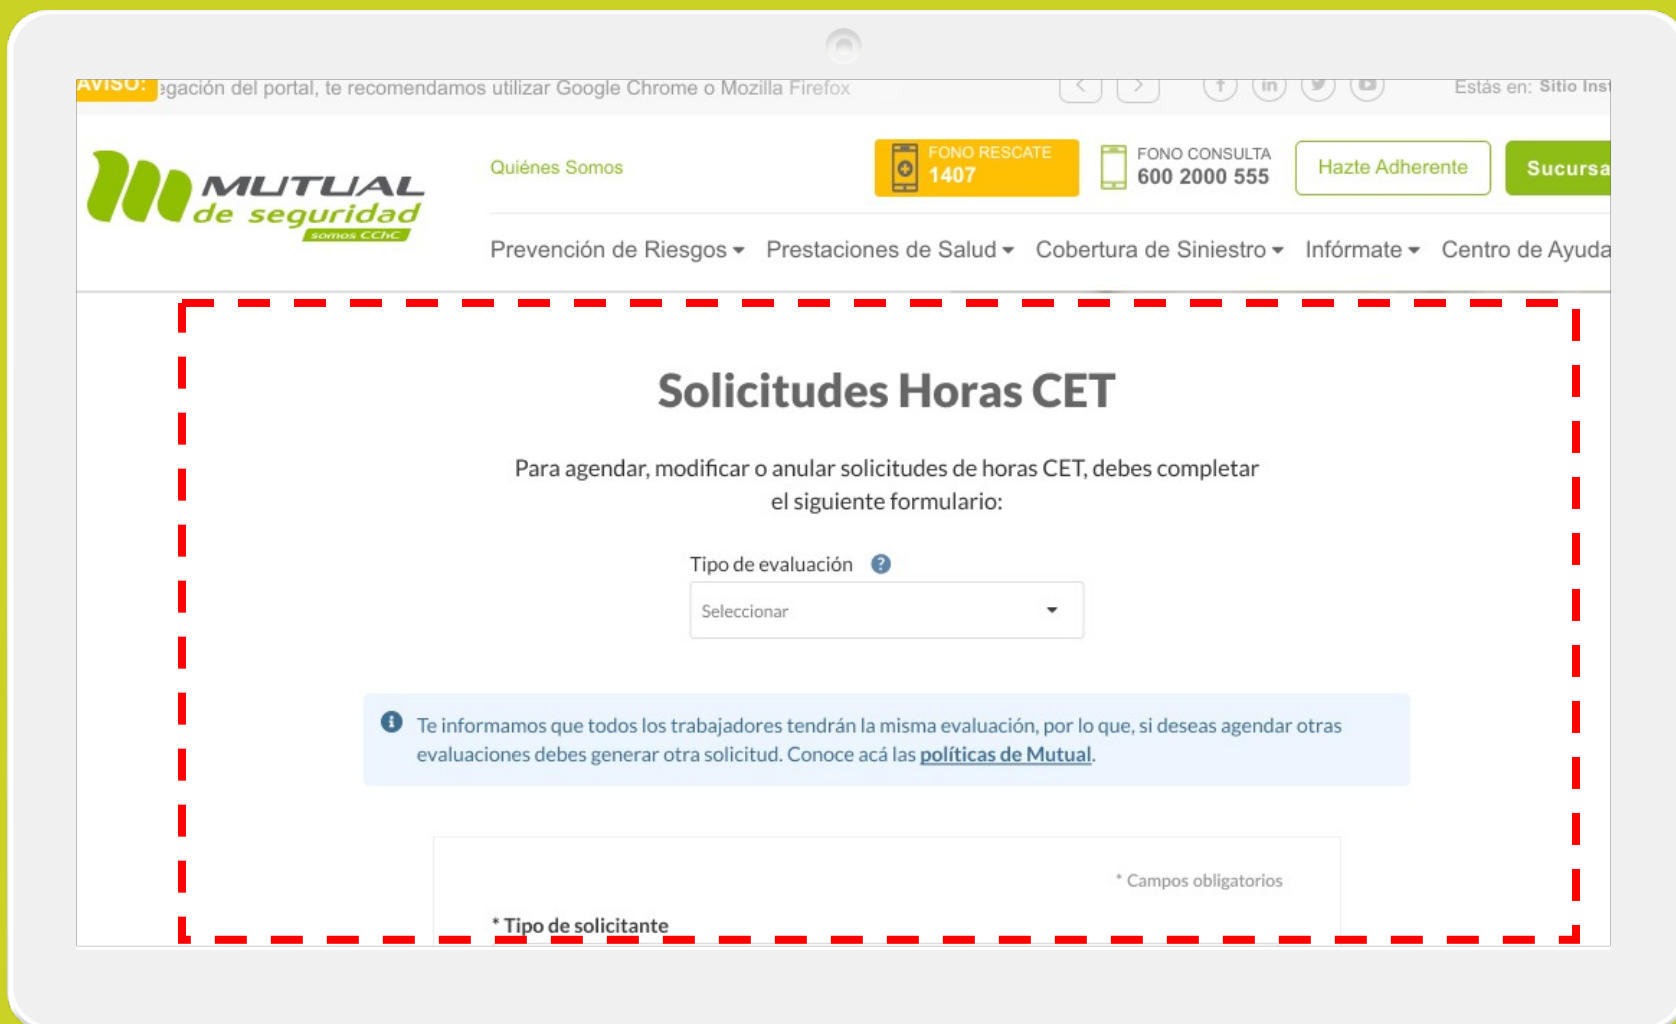 AVISO: egación del portal, te recomendamos utilizar Google Chrome o Mozilla Firefox
Estás en: Sitio Inst
MUTUAL
de seguridad
somos CChC
Quiénes Somos
FONO RESCATE
1407
FONO CONSULTA
600 2000 555
Hazte Adherente
Sucursa
Prevención de Riesgos Prestaciones de Salud Cobertura de Siniestro Infórmate Centro de Ayuda
Solicitudes Horas CET
Para agendar, modificar o anular solicitudes de horas CET, debes completar
el siguiente formulario:
Tipo de evaluación ?
Seleccionar
Te informamos que todos los trabajadores tendrán la misma evaluación, por lo que, si deseas agendar otras
evaluaciones debes generar otra solicitud. Conoce acá las políticas de Mutual.
* Campos obligatorios
* Tipo de solicitante